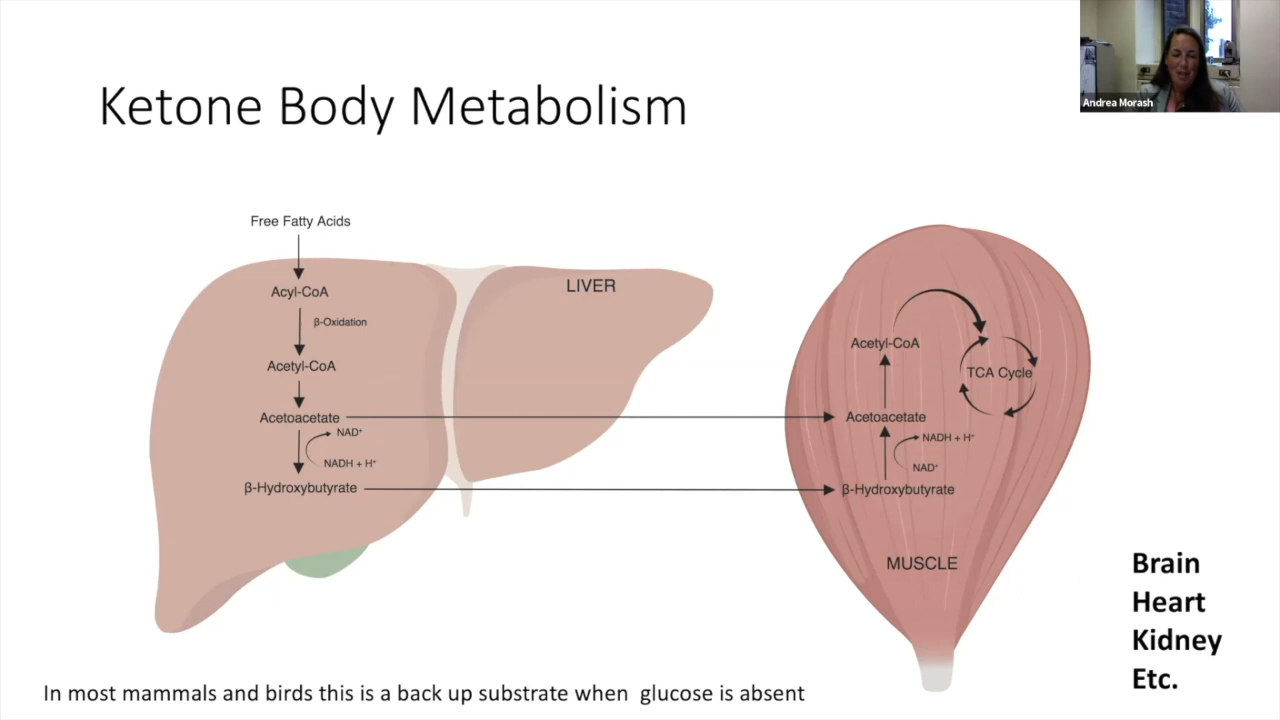 Andrea Morash
Ketone Body Metabolism
Free Fatty Acids
Acyl-CoA
β-Oxidation
Acetyl-CoA
Acetoacetate
NAD⁺
NADH + H⁺
β-Hydroxybutyrate
LIVER
Acetyl-CoA
TCA Cycle
Acetoacetate
NADH + H⁺
NAD⁺
β-Hydroxybutyrate
MUSCLE
Brain
Heart
Kidney
Etc.
In most mammals and birds this is a back up substrate when glucose is absent